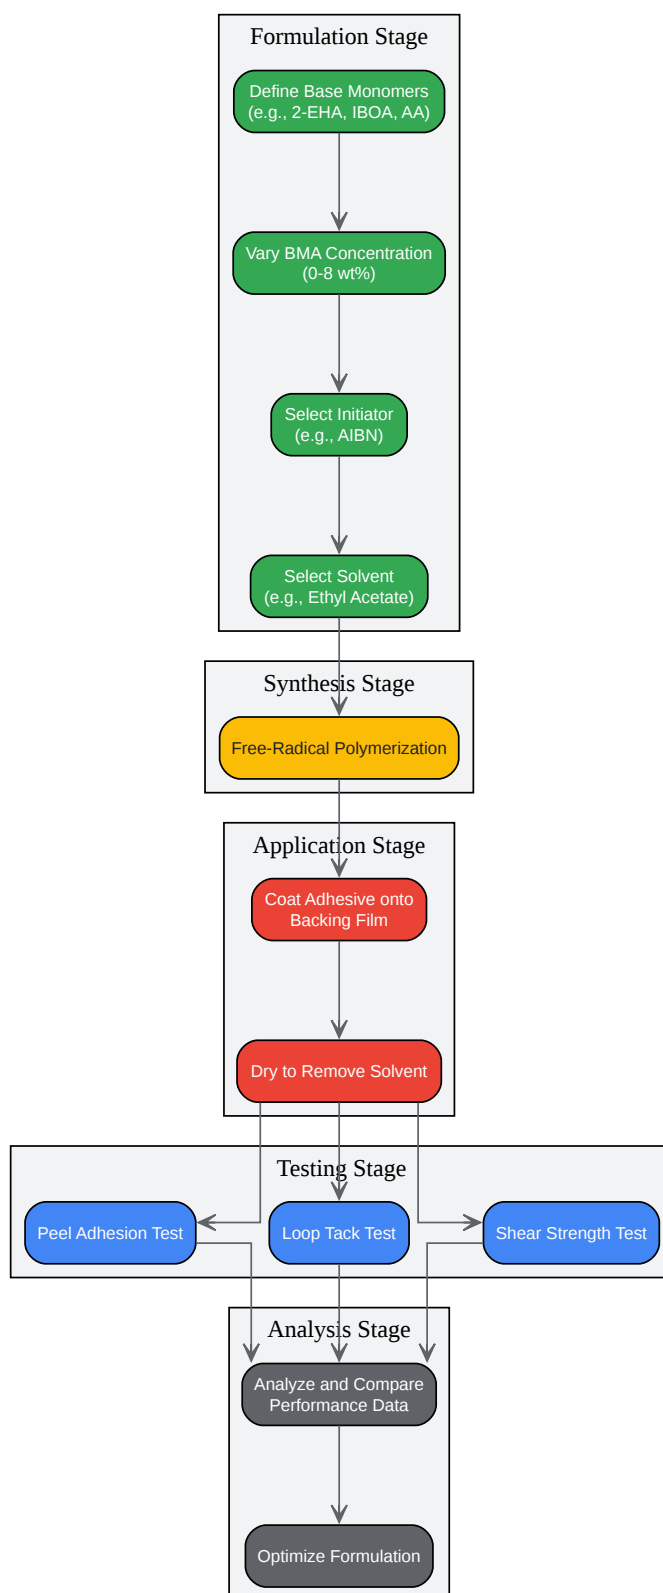 Formulation Stage
Define Base Monomers
(e.g., 2-EHA, IBOA, AA)
Vary BMA Concentration
(0-8 wt%)
Select Initiator
(e.g., AIBN)
Select Solvent
(e.g., Ethyl Acetate)
Synthesis Stage
Free-Radical Polymerization
Application Stage
Coat Adhesive onto
Backing Film
Dry to Remove Solvent
Testing Stage
Peel Adhesion Test
Loop Tack Test
Shear Strength Test
Analysis Stage
Analyze and Compare
Performance Data
Optimize Formulation